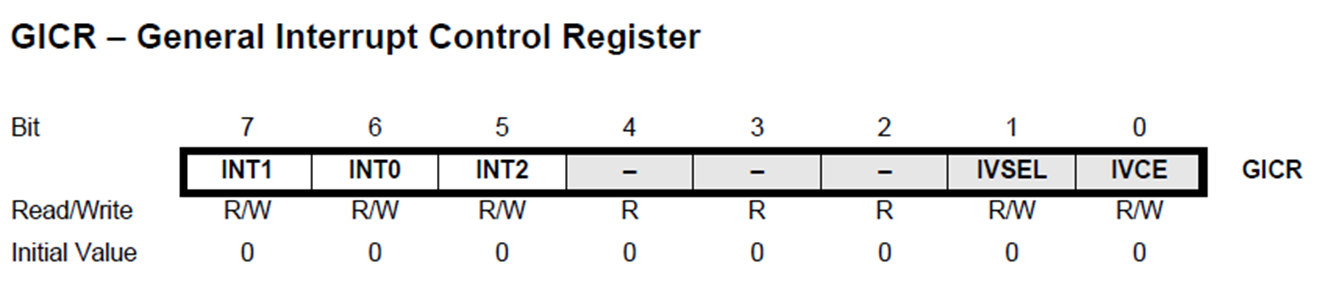 GICR – General Interrupt Control Register
Bit 7 6 5 4 3 2 1 0
INT1 INT0 INT2 – – – IVSEL IVCE GICR
Read/Write R/W R/W R/W R R R R/W R/W
Initial Value 0 0 0 0 0 0 0 0